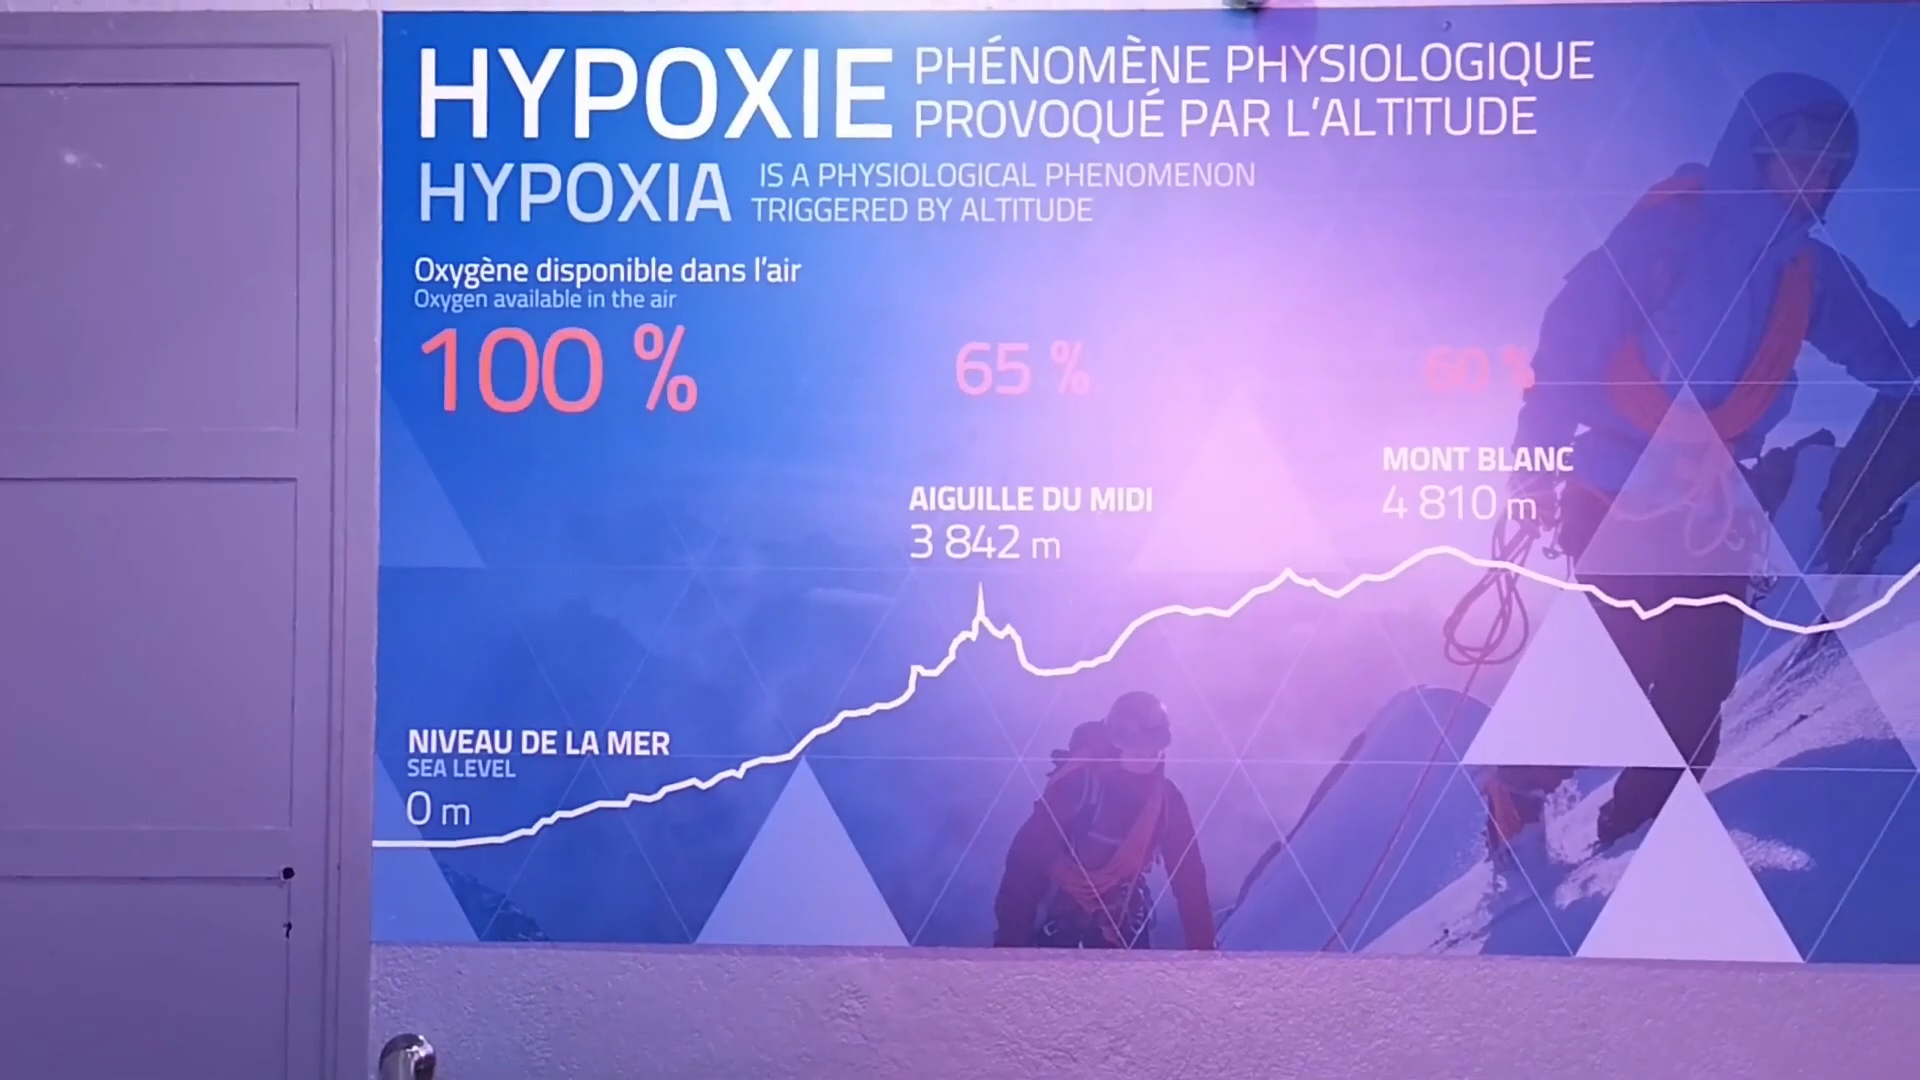 HYPOXIE PHÉNOMÈNE PHYSIOLOGIQUE
PROVOQUÉ PAR L'ALTITUDE
HYPOXIA IS A PHYSIOLOGICAL PHENOMENON
TRIGGERED BY ALTITUDE
Oxygène disponible dans l'air
Oxygen available in the air
100 %
65 %
60 %
AIGUILLE DU MIDI
3 842 m
MONT BLANC
4 810 m
NIVEAU DE LA MER
SEA LEVEL
0 m